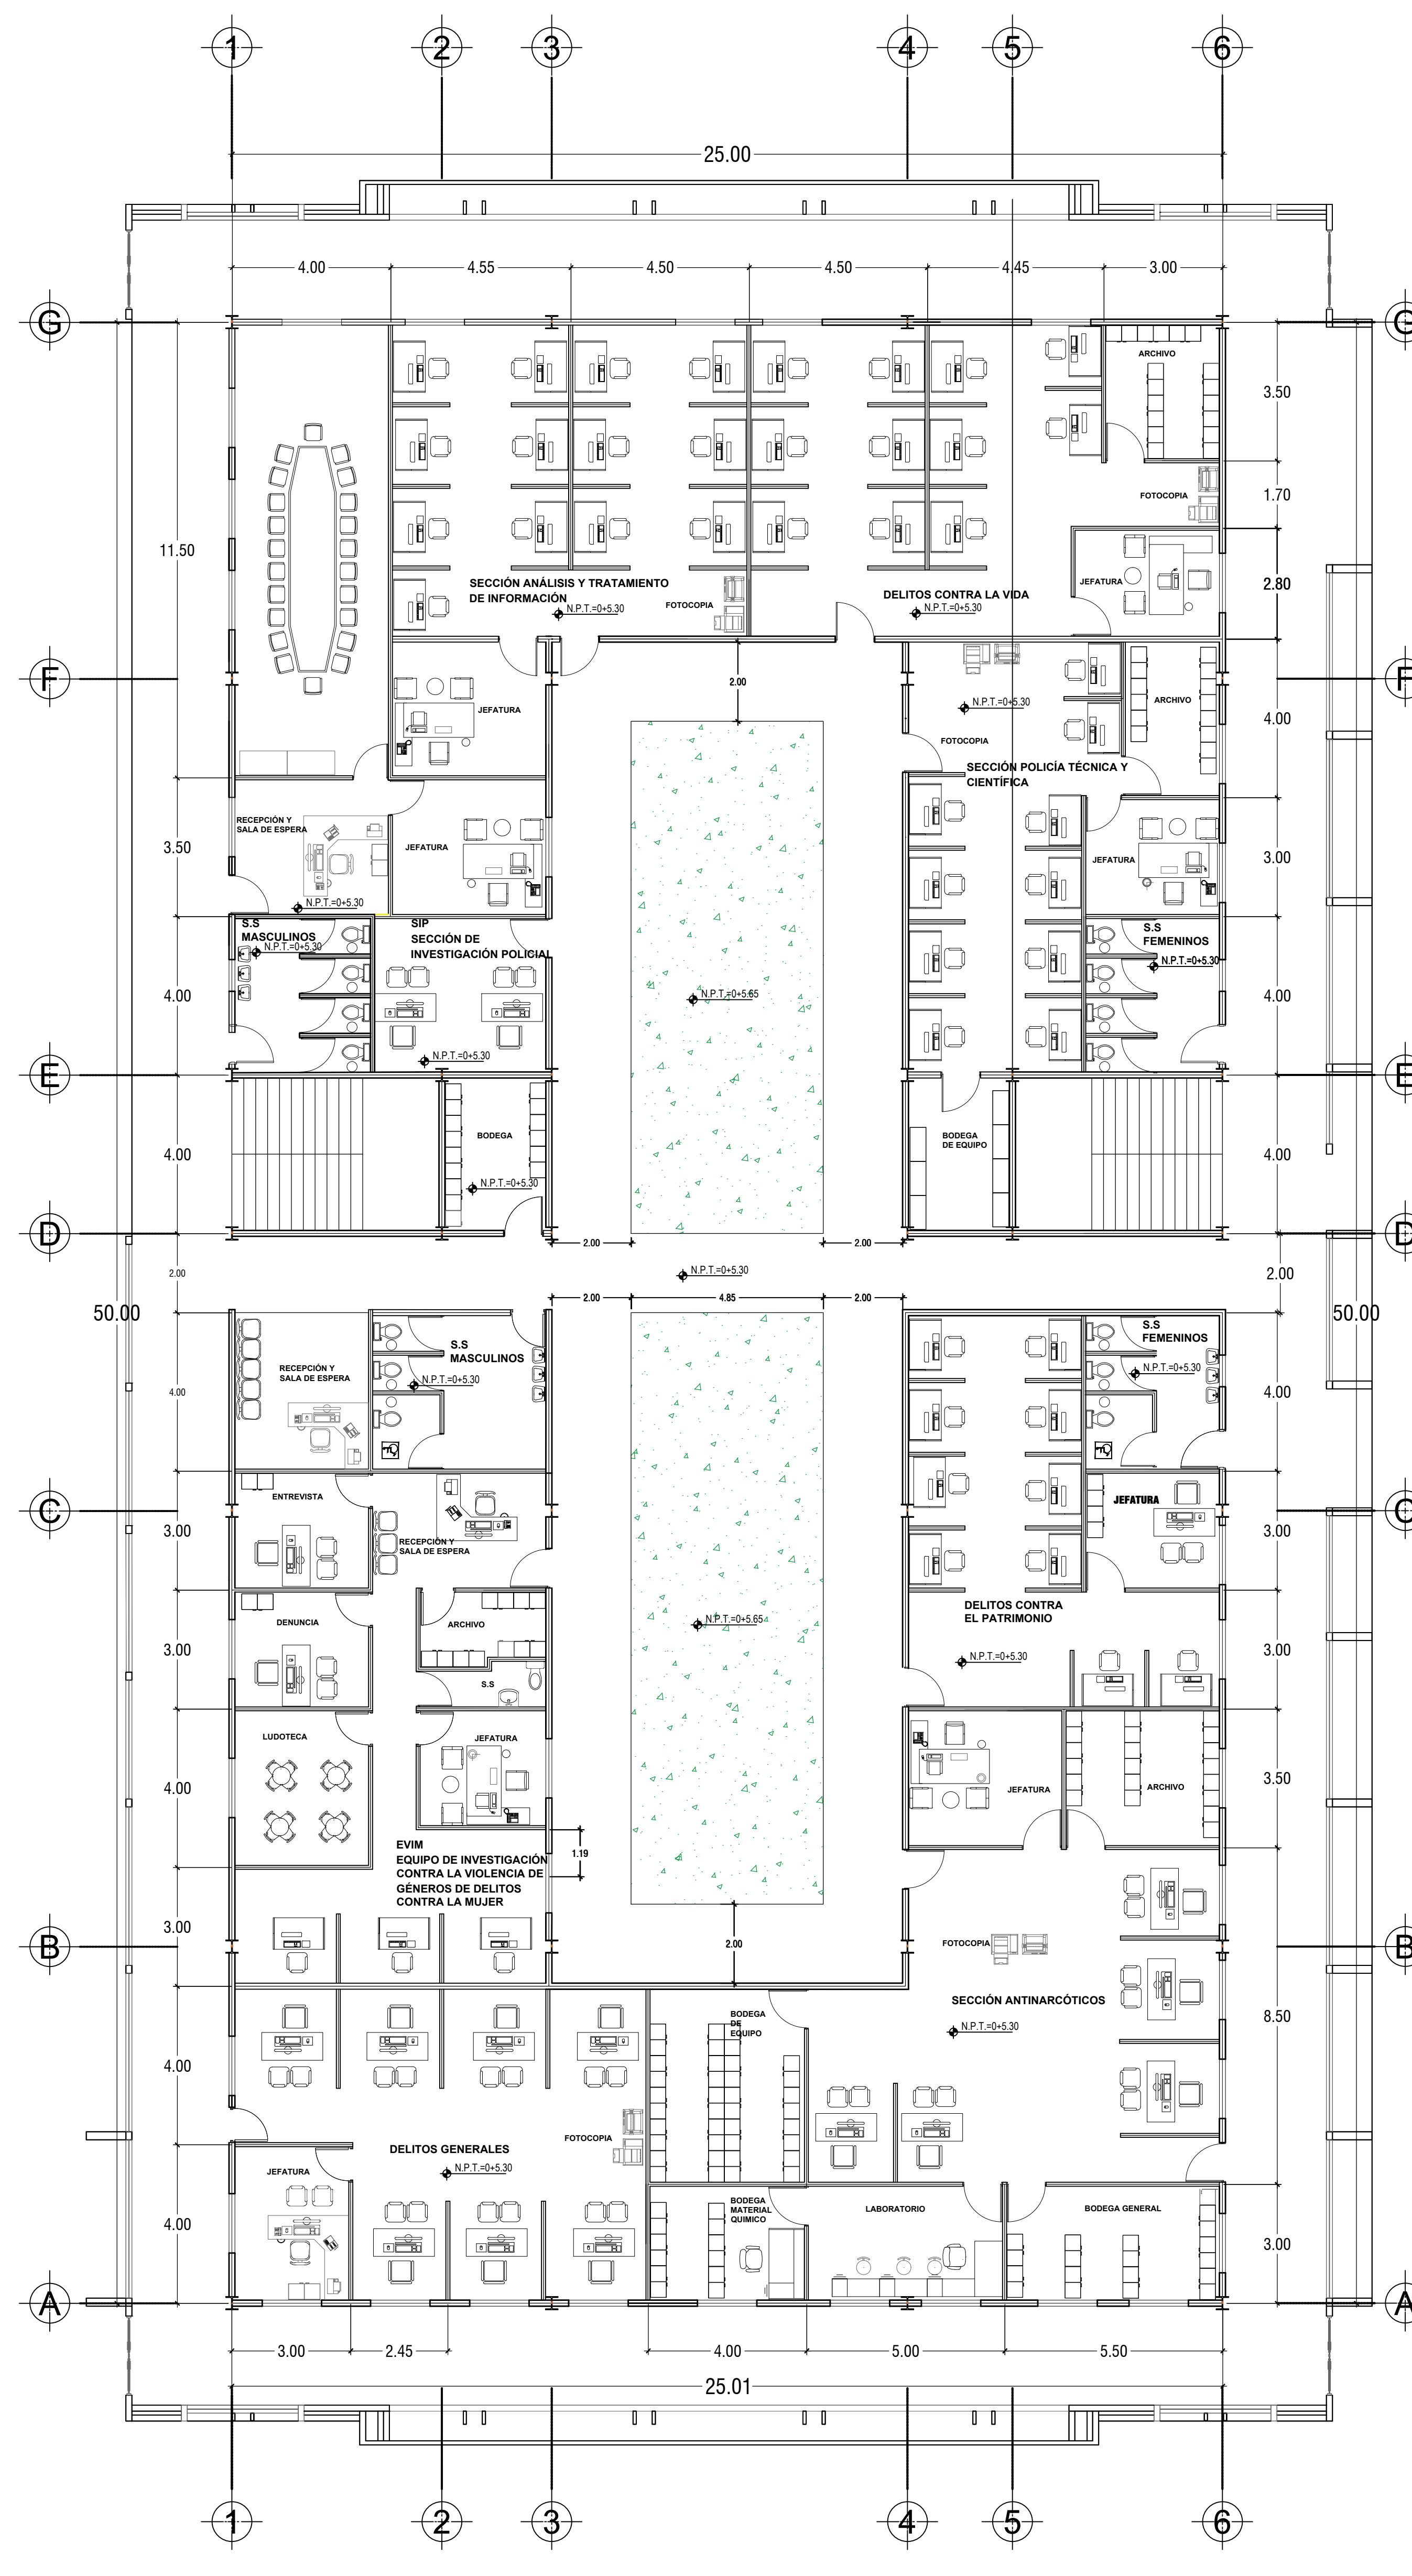 1 2 3 4 5 6
25.00
4.00 4.55 4.50 4.50 4.45 3.00
G
ARCHIVO
3.50
FOTOCOPIA
1.70
11.50
SECCIÓN ANÁLISIS Y TRATAMIENTO
DE INFORMACIÓN
N.P.T.=0+5.30
FOTOCOPIA
DELITOS CONTRA LA VIDA
N.P.T.=0+5.30
JEFATURA
2.80
F
F
2.00
JEFATURA
N.P.T.=0+5.30
ARCHIVO
4.00
FOTOCOPIA
SECCIÓN POLICÍA TÉCNICA Y
CIENTÍFICA
RECEPCIÓN Y
SALA DE ESPERA
3.50
JEFATURA
JEFATURA
3.00
N.P.T.=0+5.30
S.S
MASCULINOS
N.P.T.=0+5.30
SIP
SECCIÓN DE
INVESTIGACIÓN POLICIAL
S.S
FEMENINOS
N.P.T.=0+5.30
4.00
N.P.T.=0+5.65
4.00
N.P.T.=0+5.30
E
E
BODEGA
BODEGA
DE EQUIPO
4.00
4.00
N.P.T.=0+5.30
D
D
2.00 2.00
2.00
N.P.T.=0+5.30
2.00
50.00
2.00 4.85 2.00
50.00
S.S
MASCULINOS
N.P.T.=0+5.30
RECEPCIÓN Y
SALA DE ESPERA
S.S
FEMENINOS
N.P.T.=0+5.30
4.00
4.00
ENTREVISTA
JEFATURA
C
3.00
RECEPCIÓN Y
SALA DE ESPERA
3.00
DENUNCIA
ARCHIVO
DELITOS CONTRA
EL PATRIMONIO
N.P.T.=0+5.65
3.00
N.P.T.=0+5.30
3.00
S.S
LUDOTECA
JEFATURA
4.00
JEFATURA
ARCHIVO
3.50
EVIM
EQUIPO DE INVESTIGACIÓN
CONTRA LA VIOLENCIA DE
GÉNEROS DE DELITOS
CONTRA LA MUJER
1.19
3.00
B
2.00
FOTOCOPIA
B
SECCIÓN ANTINARCÓTICOS
N.P.T.=0+5.30
BODEGA
DE
EQUIPO
8.50
4.00
FOTOCOPIA
DELITOS GENERALES
N.P.T.=0+5.30
JEFATURA
4.00
BODEGA
MATERIAL
QUIMICO
LABORATORIO
BODEGA GENERAL
3.00
A
A
3.00 2.45 4.00 5.00 5.50
25.01
1 2 3 4 5 6